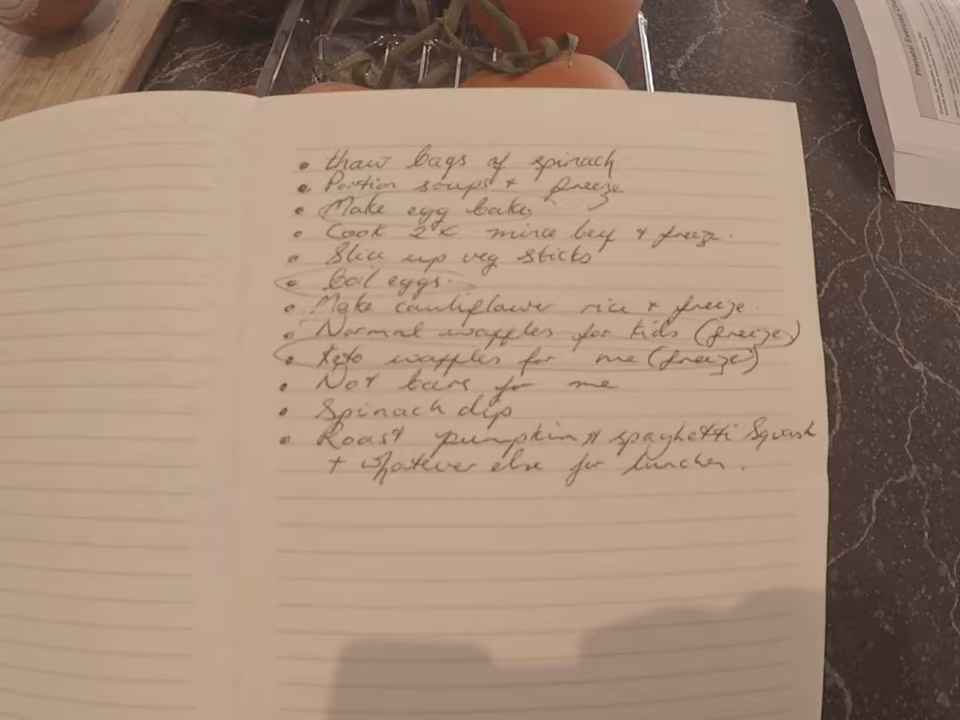 • thaw bags of spinach
• Portion soups + freeze
• Make egg bake
• Cook 2K mince beef & freeze.
• Slice up veg sticks
• Boil eggs.
• Make cauliflower rice + freeze.
• Normal waffles for kids (freeze)
• Keto waffles for me (freeze)
• Not bars for me
• Spinach dip
• Roast pumpkin & spaghetti Squash
+ whatever else for lunches.